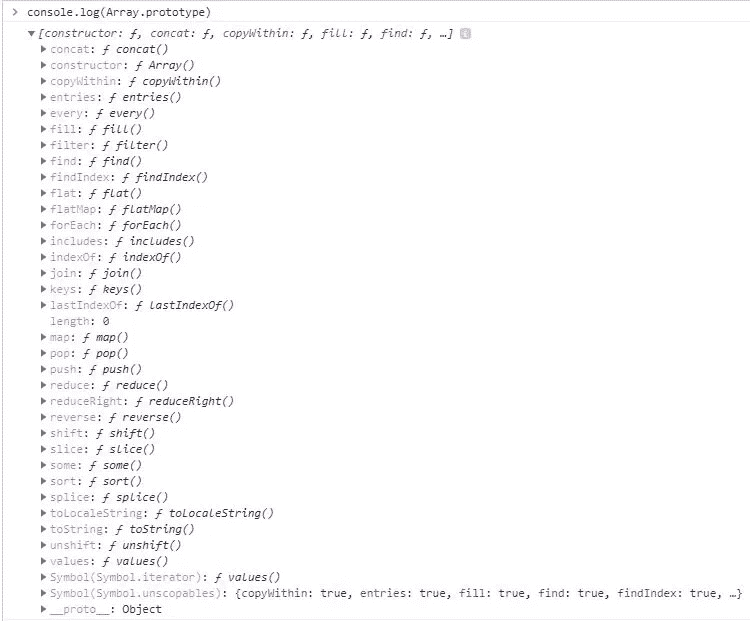 > console.log(Array.prototype)
▼[constructor: ƒ, concat: ƒ, copyWithin: ƒ, fill: ƒ, find: ƒ, …] i
▶concat: ƒ concat()
▶constructor: ƒ Array()
▶copyWithin: ƒ copyWithin()
▶entries: ƒ entries()
▶every: ƒ every()
▶fill: ƒ fill()
▶filter: ƒ filter()
▶find: ƒ find()
▶findIndex: ƒ findIndex()
▶flat: ƒ flat()
▶flatMap: ƒ flatMap()
▶forEach: ƒ forEach()
▶includes: ƒ includes()
▶indexOf: ƒ indexOf()
▶join: ƒ join()
▶keys: ƒ keys()
▶lastIndexOf: ƒ lastIndexOf()
length: 0
▶map: ƒ map()
▶pop: ƒ pop()
▶push: ƒ push()
▶reduce: ƒ reduce()
▶reduceRight: ƒ reduceRight()
▶reverse: ƒ reverse()
▶shift: ƒ shift()
▶slice: ƒ slice()
▶some: ƒ some()
▶sort: ƒ sort()
▶splice: ƒ splice()
▶toLocaleString: ƒ toLocaleString()
▶toString: ƒ toString()
▶unshift: ƒ unshift()
▶values: ƒ values()
▶Symbol(Symbol.iterator): ƒ values()
▶Symbol(Symbol.unscopables): {copyWithin: true, entries: true, fill: true, find: true, findIndex: true, …}
▶__proto__: Object